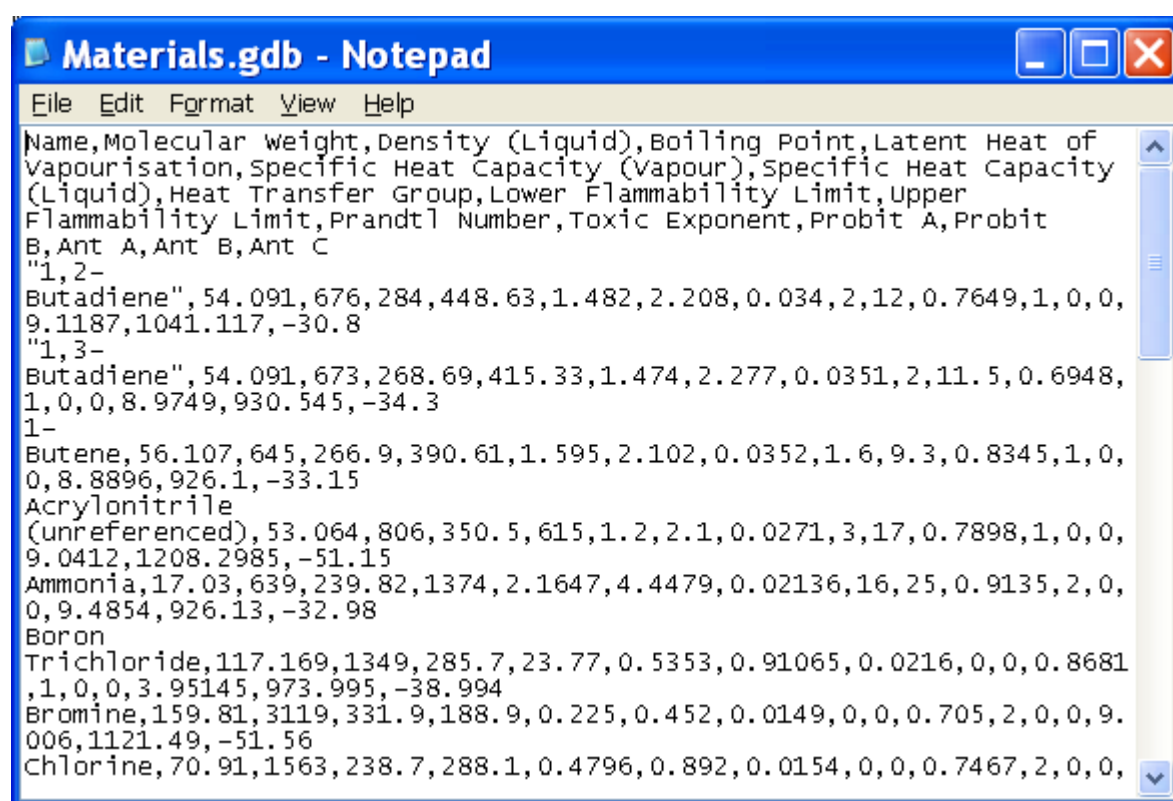 Materials.gdb - Notepad
File Edit Format View Help
Name,Molecular Weight,Density (Liquid),Boiling Point,Latent Heat of
Vapourisation,Specific Heat Capacity (Vapour),Specific Heat Capacity
(Liquid),Heat Transfer Group,Lower Flammability Limit,Upper
Flammability Limit,Prandtl Number,Toxic Exponent,Probit A,Probit
B,Ant A,Ant B,Ant C
"1,2-
Butadiene",54.091,676,284,448.63,1.482,2.208,0.034,2,12,0.7649,1,0,0,
9.1187,1041.117,-30.8
"1,3-
Butadiene",54.091,673,268.69,415.33,1.474,2.277,0.0351,2,11.5,0.6948,
1,0,0,8.9749,930.545,-34.3
1-
Butene,56.107,645,266.9,390.61,1.595,2.102,0.0352,1.6,9.3,0.8345,1,0,
0,8.8896,926.1,-33.15
Acrylonitrile
(unreferenced),53.064,806,350.5,615,1.2,2.1,0.0271,3,17,0.7898,1,0,0,
9.0412,1208.2985,-51.15
Ammonia,17.03,639,239.82,1374,2.1647,4.4479,0.02136,16,25,0.9135,2,0,
0,9.4854,926.13,-32.98
Boron
Trichloride,117.169,1349,285.7,23.77,0.5353,0.91065,0.0216,0,0,0.8681
,1,0,0,3.95145,973.995,-38.994
Bromine,159.81,3119,331.9,188.9,0.225,0.452,0.0149,0,0,0.705,2,0,0,9.
006,1121.49,-51.56
Chlorine,70.91,1563,238.7,288.1,0.4796,0.892,0.0154,0,0,0.7467,2,0,0,